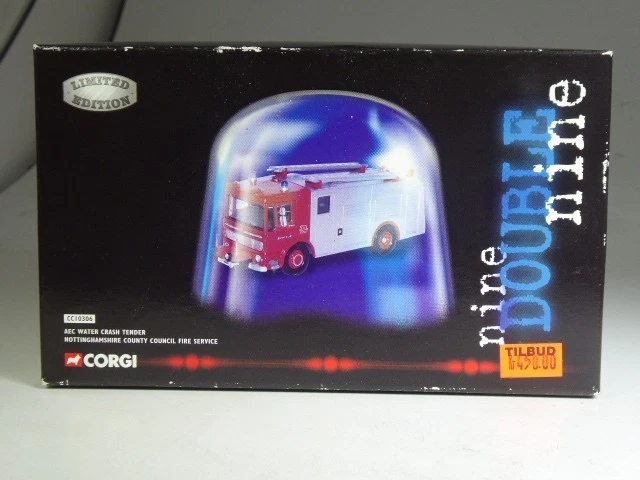 LIMITED
EDITION
nine DOUBLE nine
CC10306
AEC WATER CRASH TENDER
NOTTINGHAMSHIRE COUNTY COUNCIL FIRE SERVICE
CORGI
TILBUD